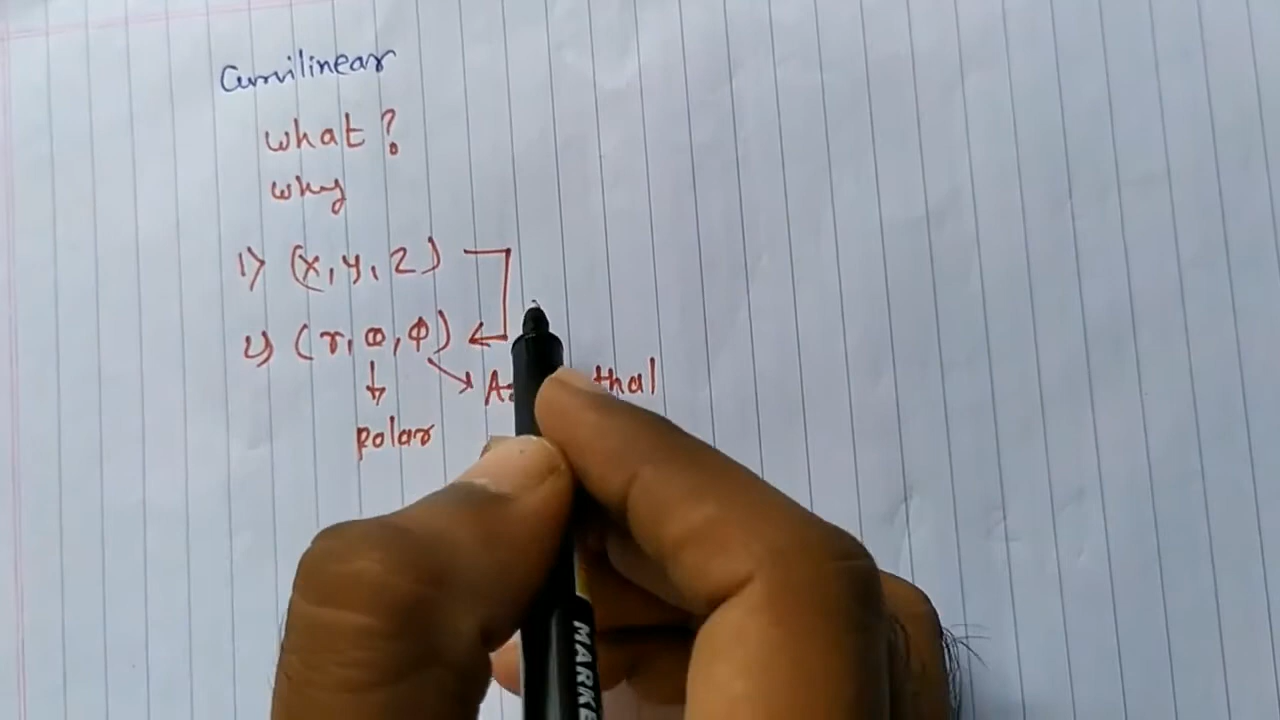 Curvilinear
what?
why
1) (x, y, z)
2) (r, θ, φ)
polar
MARKE